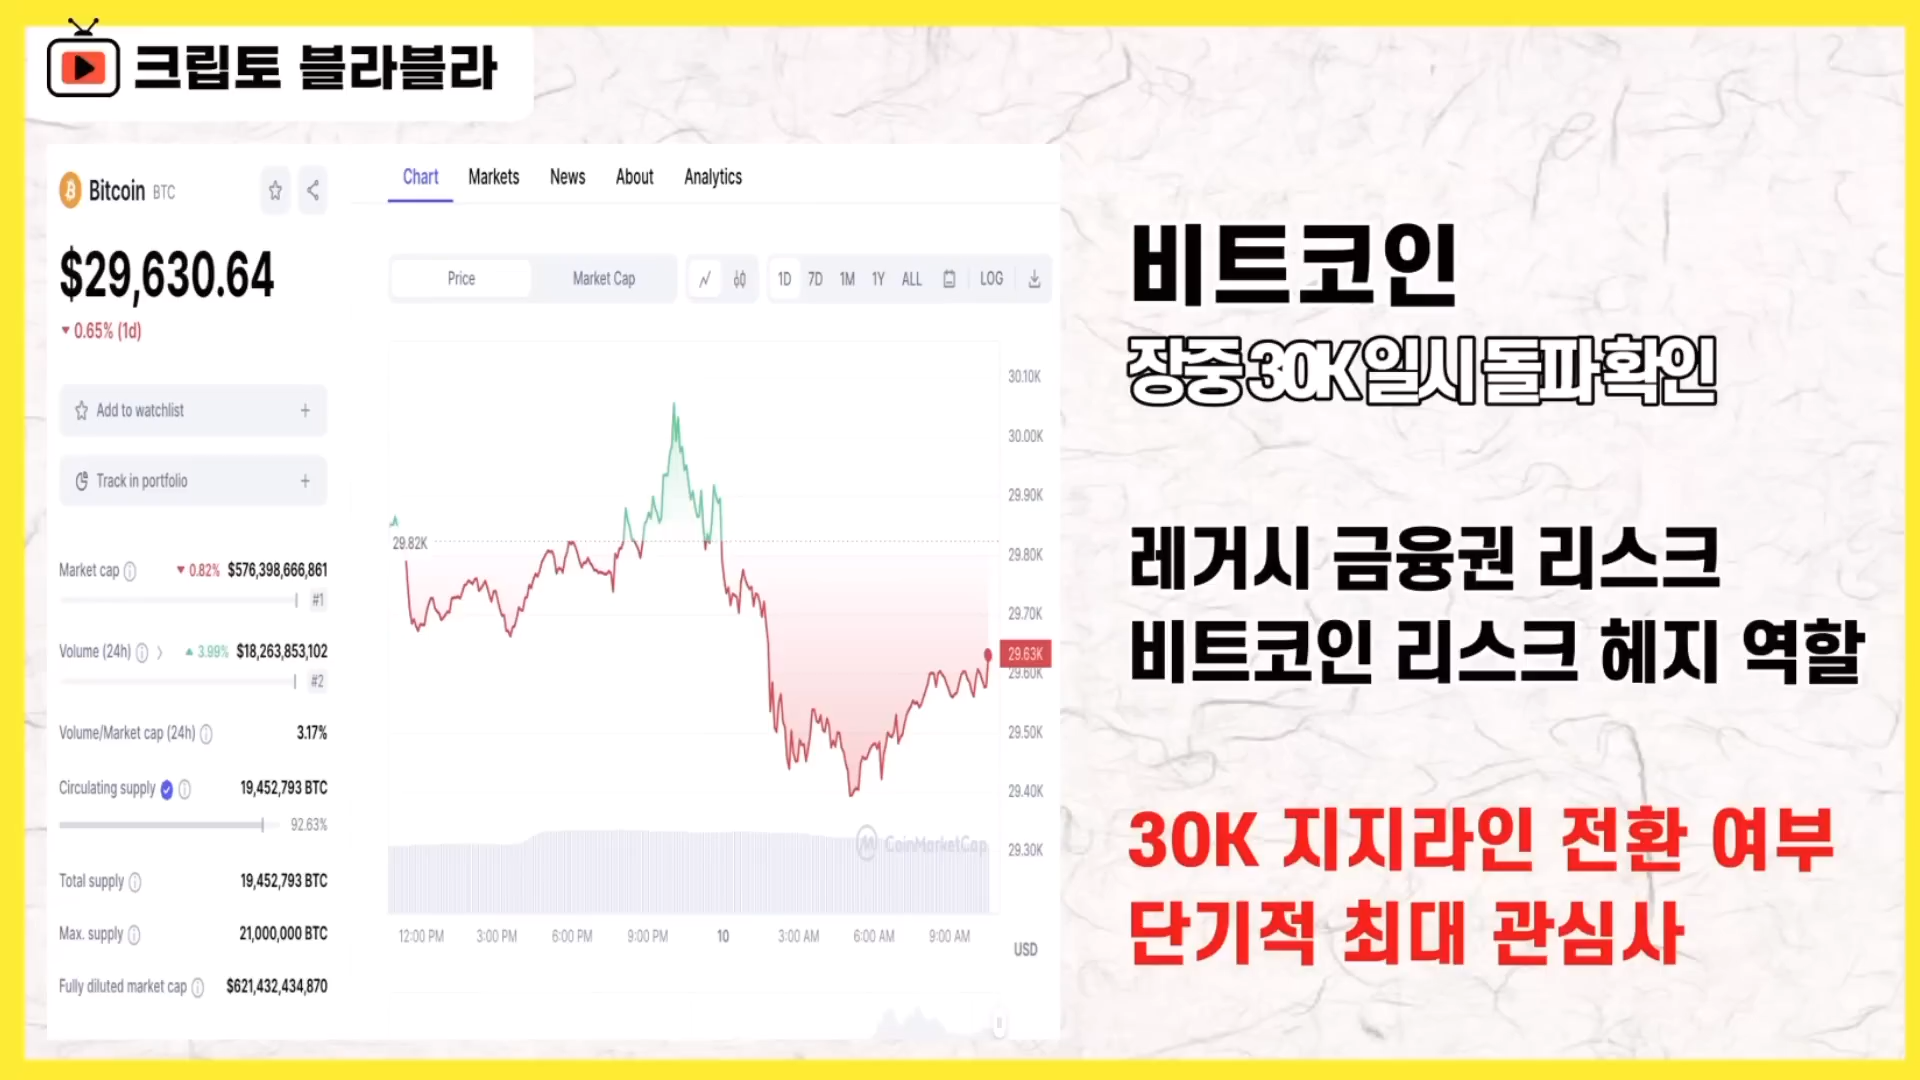 크립토 블라블라
Bitcoin BTC
$29,630.64
0.65% (1d)
Add to watchlist +
Track in portfolio +
Market cap 0.82% $576,398,666,861
#1
Volume (24h) 3.99% $18,263,853,102
#2
Volume/Market cap (24h) 3.17%
Circulating supply 19,452,793 BTC
92.63%
Total supply 19,452,793 BTC
Max. supply 21,000,000 BTC
Fully diluted market cap $621,432,434,870
Chart Markets News About Analytics
Price Market Cap 1D 7D 1M 1Y ALL LOG
30.10K
30.00K
29.90K
29.82K
29.80K
29.70K
29.63K
29.60K
29.50K
29.40K
CoinMarketCap
29.30K
12:00 PM 3:00 PM 6:00 PM 9:00 PM 10 3:00 AM 6:00 AM 9:00 AM
USD
비트코인
장중 30K 일시 돌파 확인
레거시 금융권 리스크
비트코인 리스크 헤지 역할
30K 지지라인 전환 여부
단기적 최대 관심사